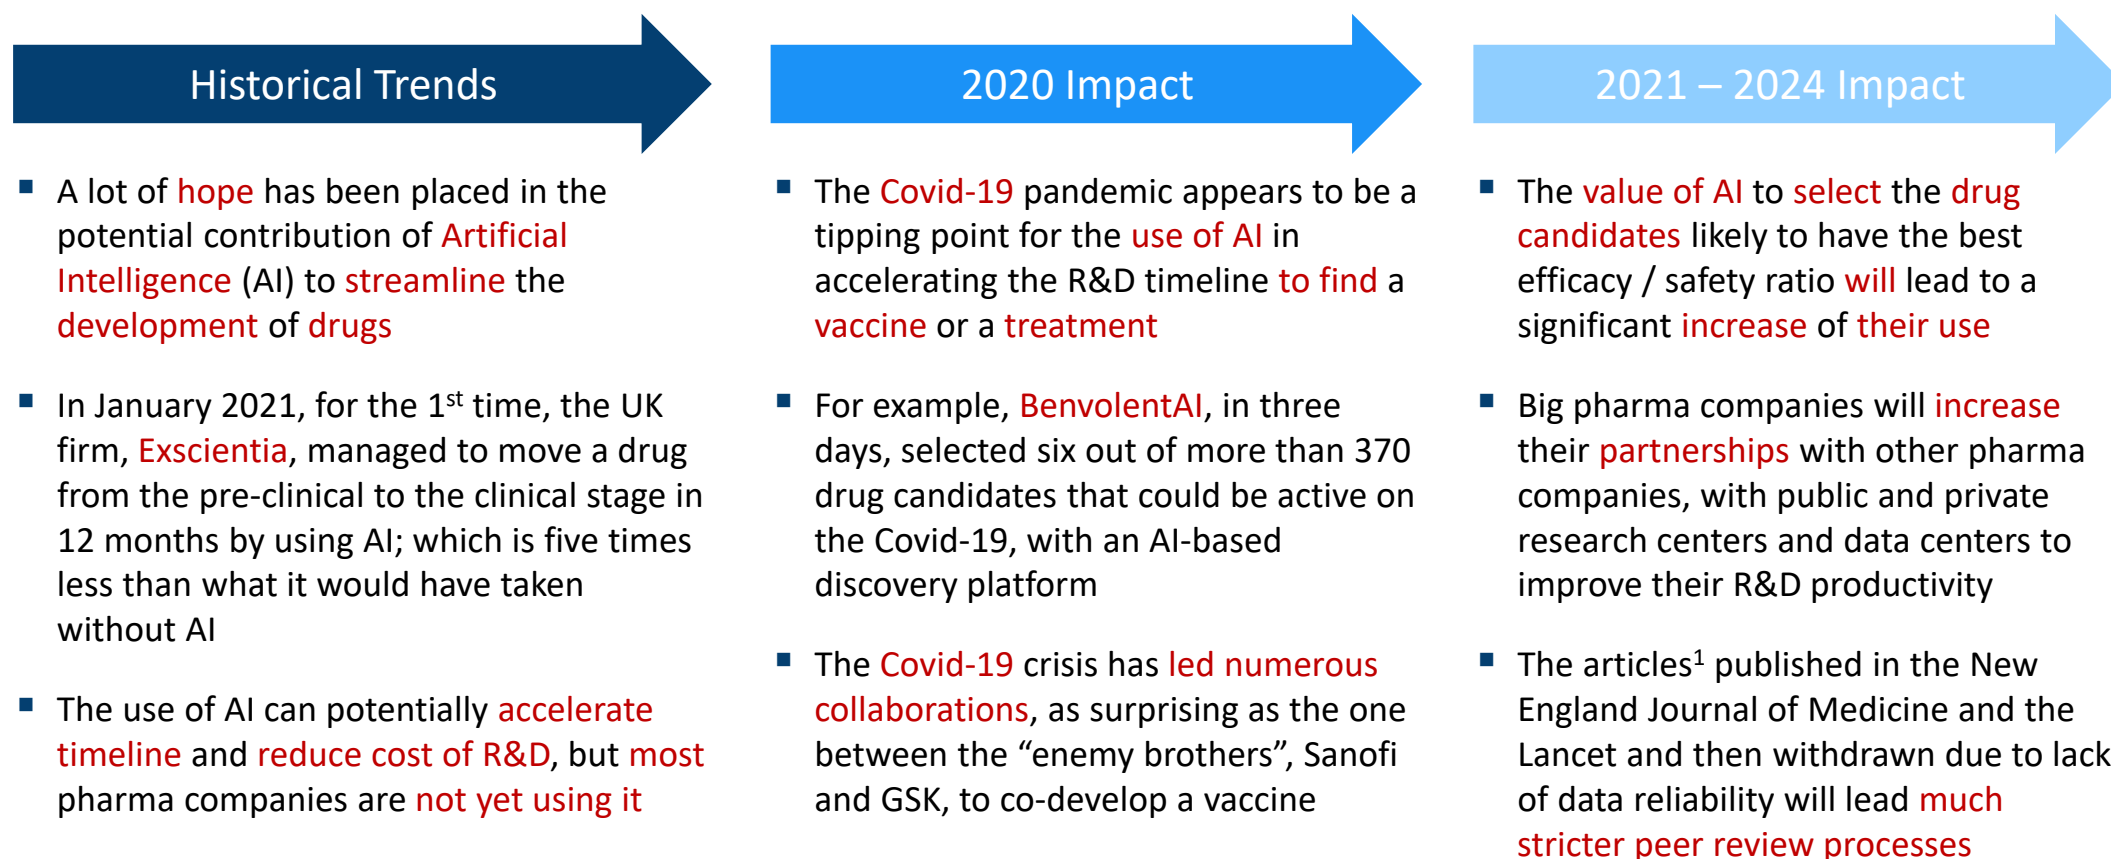 Historical Trends
A lot of hope has been placed in the
potential contribution of Artificial
Intelligence (AI) to streamline the
development of drugs
In January 2021, for the 1st time, the UK
firm, Exscientia, managed to move a drug
from the pre-clinical to the clinical stage in
12 months by using AI; which is five times
less than what it would have taken
without AI
The use of AI can potentially accelerate
timeline and reduce cost of R&D, but most
pharma companies are not yet using it
2020 Impact
The Covid-19 pandemic appears to be a
tipping point for the use of AI in
accelerating the R&D timeline to find a
vaccine or a treatment
For example, BenvolentAI, in three
days, selected six out of more than 370
drug candidates that could be active on
the Covid-19, with an AI-based
discovery platform
The Covid-19 crisis has led numerous
collaborations, as surprising as the one
between the “enemy brothers”, Sanofi
and GSK, to co-develop a vaccine
2021 – 2024 Impact
The value of AI to select the drug
candidates likely to have the best
efficacy / safety ratio will lead to a
significant increase of their use
Big pharma companies will increase
their partnerships with other pharma
companies, with public and private
research centers and data centers to
improve their R&D productivity
The articles1 published in the New
England Journal of Medicine and the
Lancet and then withdrawn due to lack
of data reliability will lead much
stricter peer review processes